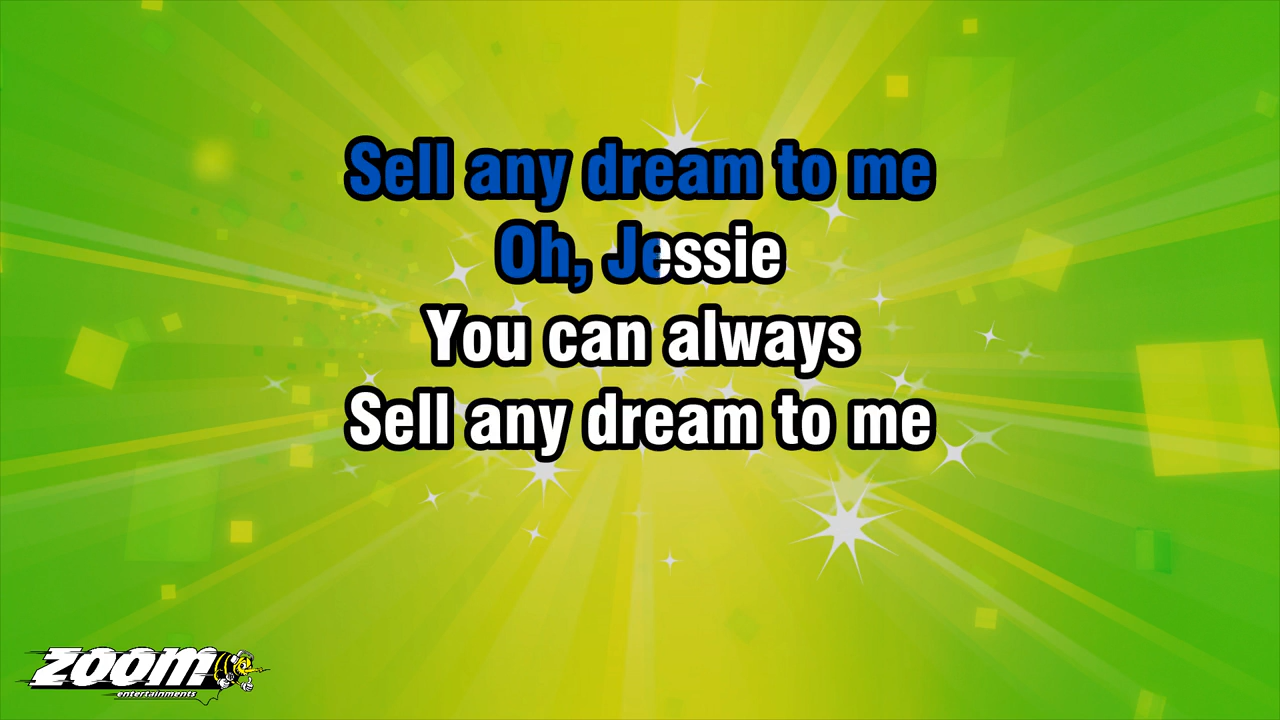 Sell any dream to me
Oh, Jessie
You can always
Sell any dream to me
ZOOM
entertainments